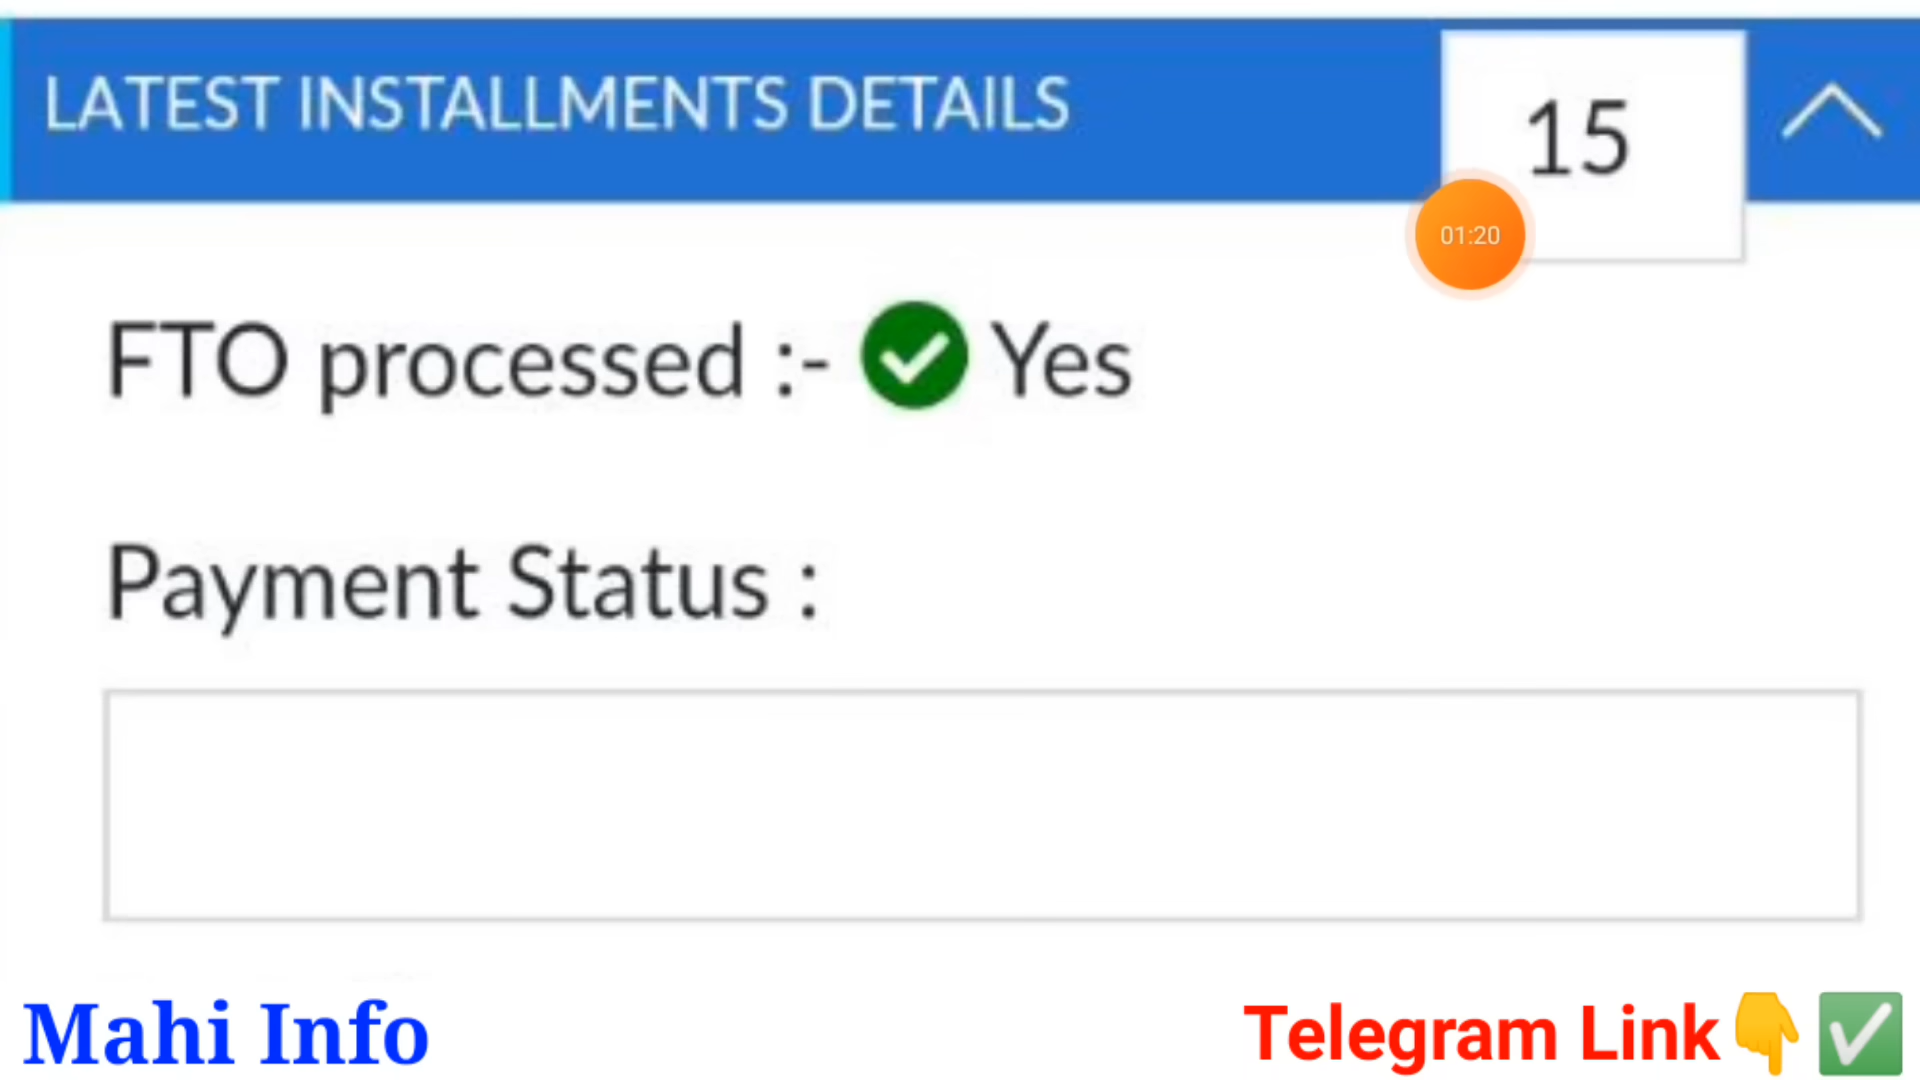 LATEST INSTALLMENTS DETAILS 15
01:20
FTO processed :- Yes
Payment Status :
Mahi Info
Telegram Link